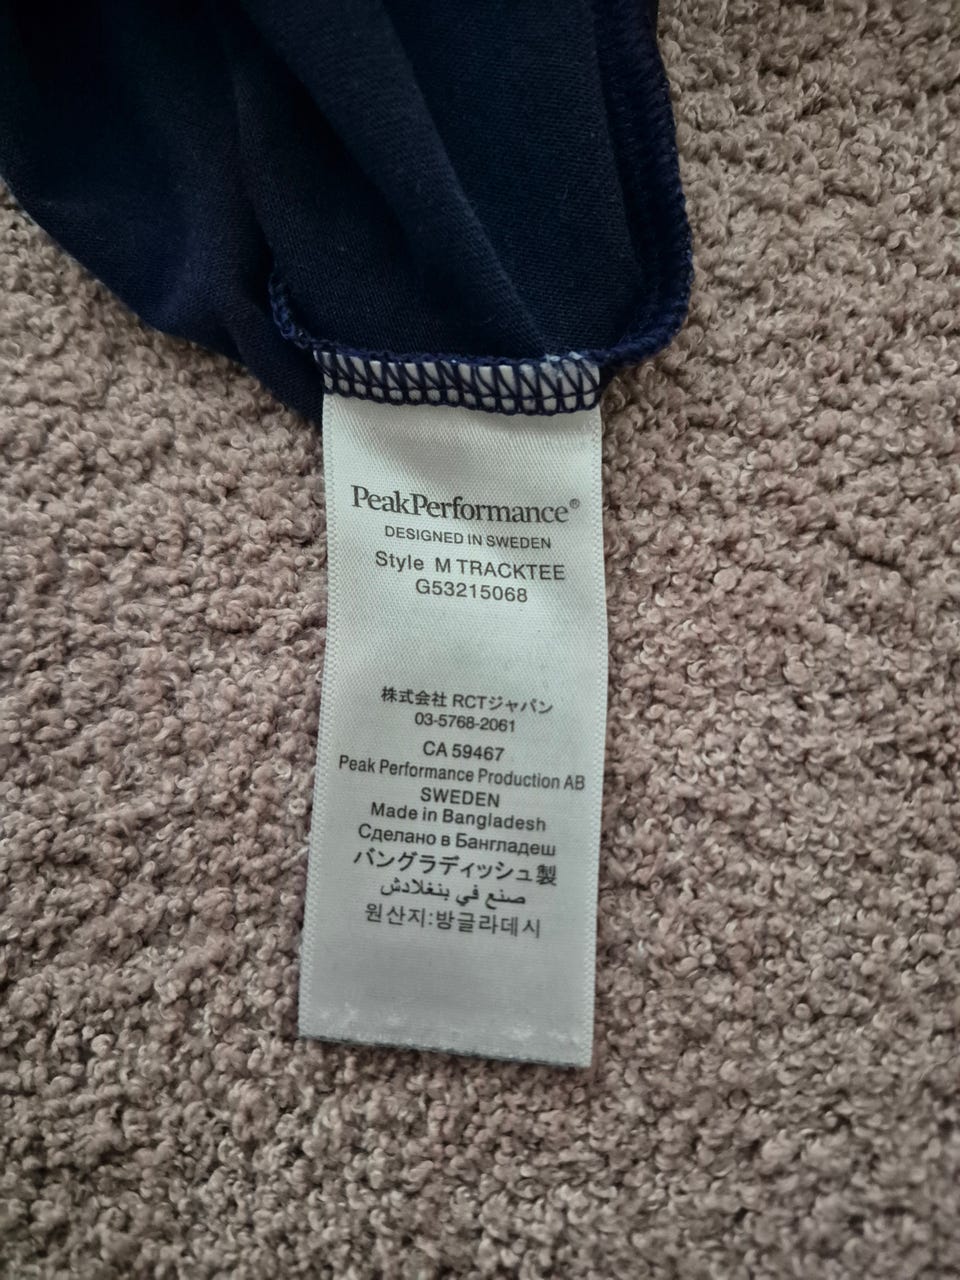 PeakPerformance®
DESIGNED IN SWEDEN
Style M TRACKTEE
G53215068
株式会社 RCTジャパン
03-5768-2061
CA 59467
Peak Performance Production AB
SWEDEN
Made in Bangladesh
Сделано в Бангладеш
バングラディッシュ製
صنع في بنغلادش
원산지:방글라데시